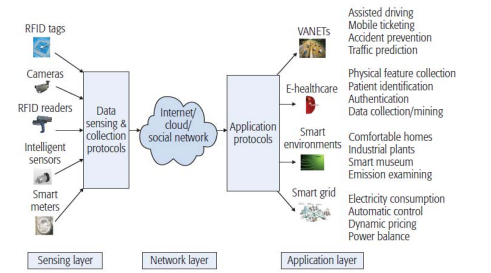 RFID tags
Cameras
RFID readers
Intelligent
sensors
Smart
meters
Data
sensing &
collection
protocols
Internet/
cloud/
social network
Application
protocols
VANETs
Assisted driving
Mobile ticketing
Accident prevention
Traffic prediction
E-healthcare
Physical feature collection
Patient identification
Authentication
Data collection/mining
Smart
environments
Comfortable homes
Industrial plants
Smart museum
Emission examining
Smart grid
Electricity consumption
Automatic control
Dynamic pricing
Power balance
Sensing layer
Network layer
Application layer